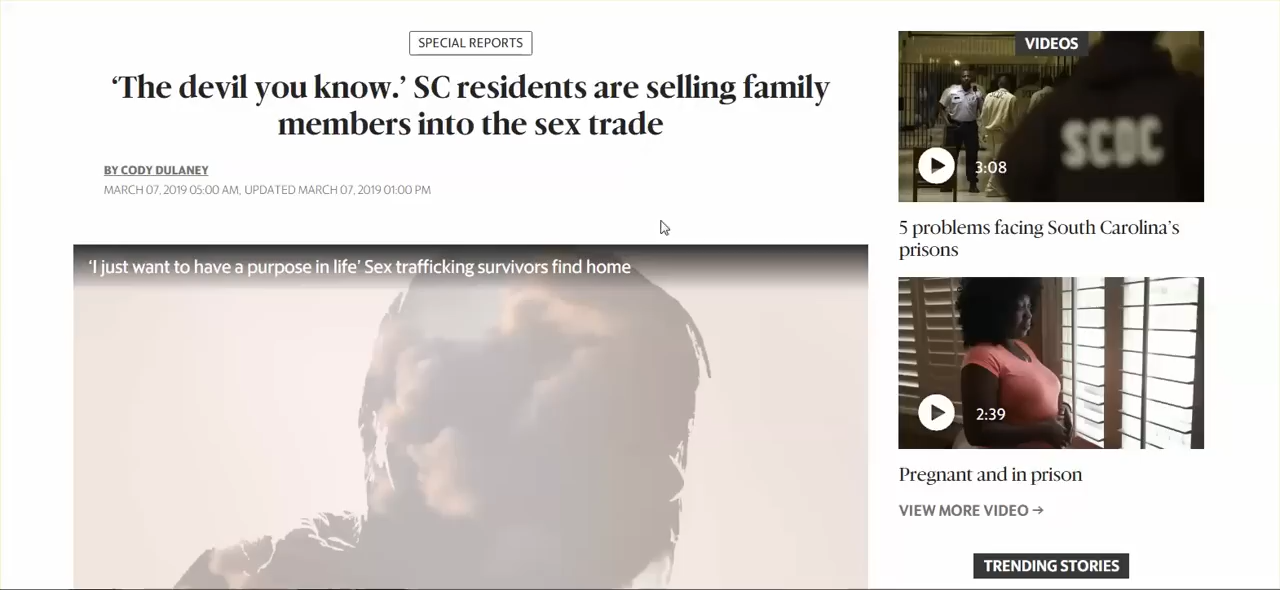 SPECIAL REPORTS
‘The devil you know.’ SC residents are selling family
members into the sex trade
BY CODY DULANEY
MARCH 07, 2019 05:00 AM, UPDATED MARCH 07, 2019 01:00 PM
‘I just want to have a purpose in life’ Sex trafficking survivors find home
VIDEOS
SCDC
3:08
5 problems facing South Carolina’s
prisons
2:39
Pregnant and in prison
VIEW MORE VIDEO →
TRENDING STORIES